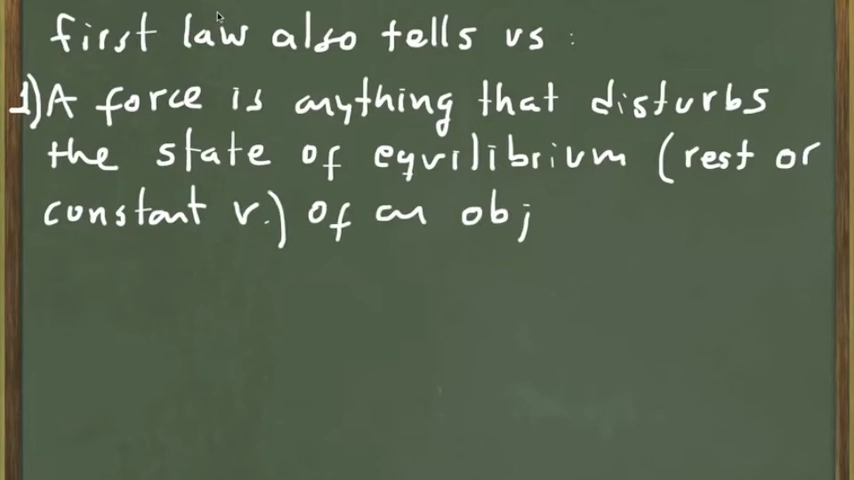 first law also tells us :
1) A force is anything that disturbs
the state of equilibrium (rest or
constant v.) of an obj